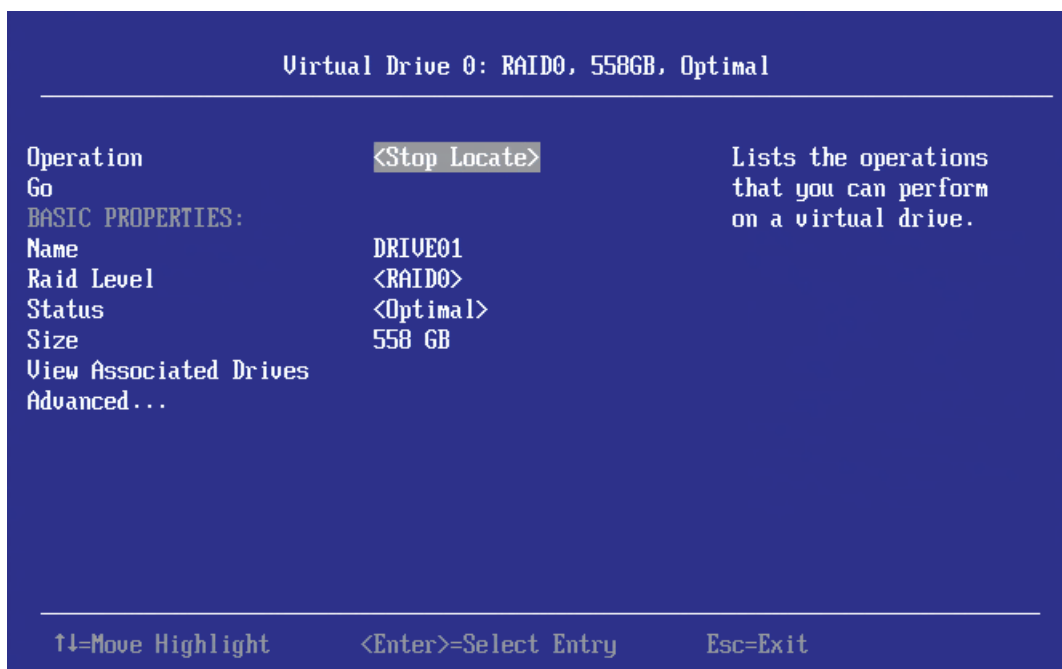 Virtual Drive 0: RAID0, 558GB, Optimal
Operation <Stop Locate>
Go
BASIC PROPERTIES:
Name DRIVE01
Raid Level <RAID0>
Status <Optimal>
Size 558 GB
View Associated Drives
Advanced...
Lists the operations
that you can perform
on a virtual drive.
↑↓=Move Highlight <Enter>=Select Entry Esc=Exit